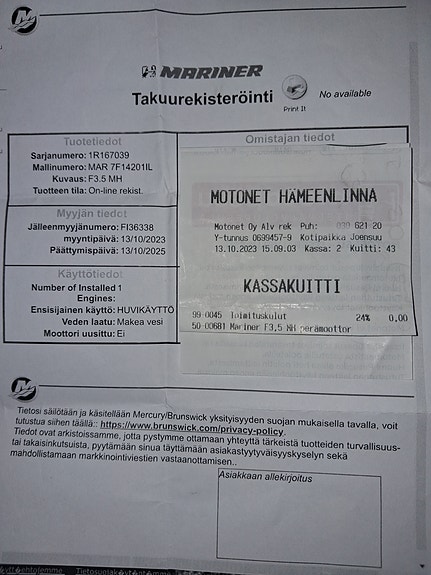 MARINER
Takuurekisteröinti
Print It
No available
Tuotetiedot
Sarjanumero: 1R167039
Mallinumero: MAR 7F14201IL
Kuvaus: F3.5 MH
Tuotteen tila: On-line rekist.
Myyjän tiedot
Jälleenmyyjänumero: FI36338
myyntipäivä: 13/10/2023
Päättymispäivä: 13/10/2025
Käyttötiedot
Number of Installed 1
Engines:
Ensisijainen käyttö: HUVIKÄYTTÖ
Veden laatu: Makea vesi
Moottori uusittu: Ei
Omistajan tiedot
MOTONET HÄMEENLINNA
Motonet Oy Alv rek Puh: 621 20
Y-tunnus 0699457-9 Kotipaikka Joensuu
13.10.2023 15.09.03 Kassa: 2 Kuitti: 43
KASSAKUITTI
99-0045 Toimituskulut 24% 0.00
50-00681 Mariner F3,5 MH perämoottor
Tietosi säilötään ja käsitellään Mercury/Brunswick yksityisyyden suojan mukaisella tavalla, voit
tutustua siihen täällä:: https://www.brunswick.com/privacy-policy.
Tiedot ovat arkistoissamme, jotta pystymme ottamaan yhteyttä tärkeistä tuotteiden turvallisuus-
tai takaisinkutsuista, pyytämään sinua täyttämään asiakastyytyväisyyskyselyn sekä
mahdollistamaan markkinointiviestien vastaanottamisen..
Asiakkaan allekirjoitus